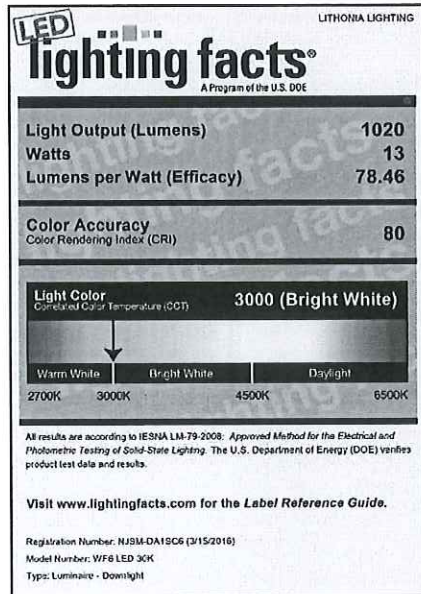 LED
LITHONIA LIGHTING
lighting facts®
A Program of the U.S. DOE
Light Output (Lumens) 1020
Watts 13
Lumens per Watt (Efficacy) 78.46
Color Accuracy 80
Color Rendering Index (CRI)
Light Color 3000 (Bright White)
Correlated Color Temperature (CCT)
Warm White Bright White Daylight
2700K 3000K 4500K 6500K
All results are according to IESNA LM-79-2008: Approved Method for the Electrical and
Photometric Testing of Solid-State Lighting. The U.S. Department of Energy (DOE) verifies
product test data and results.
Visit www.lightingfacts.com for the Label Reference Guide.
Registration Number: NJSM-DA1SC6 (3/15/2016)
Model Number: WF6 LED 30K
Type: Luminaire - Downlight